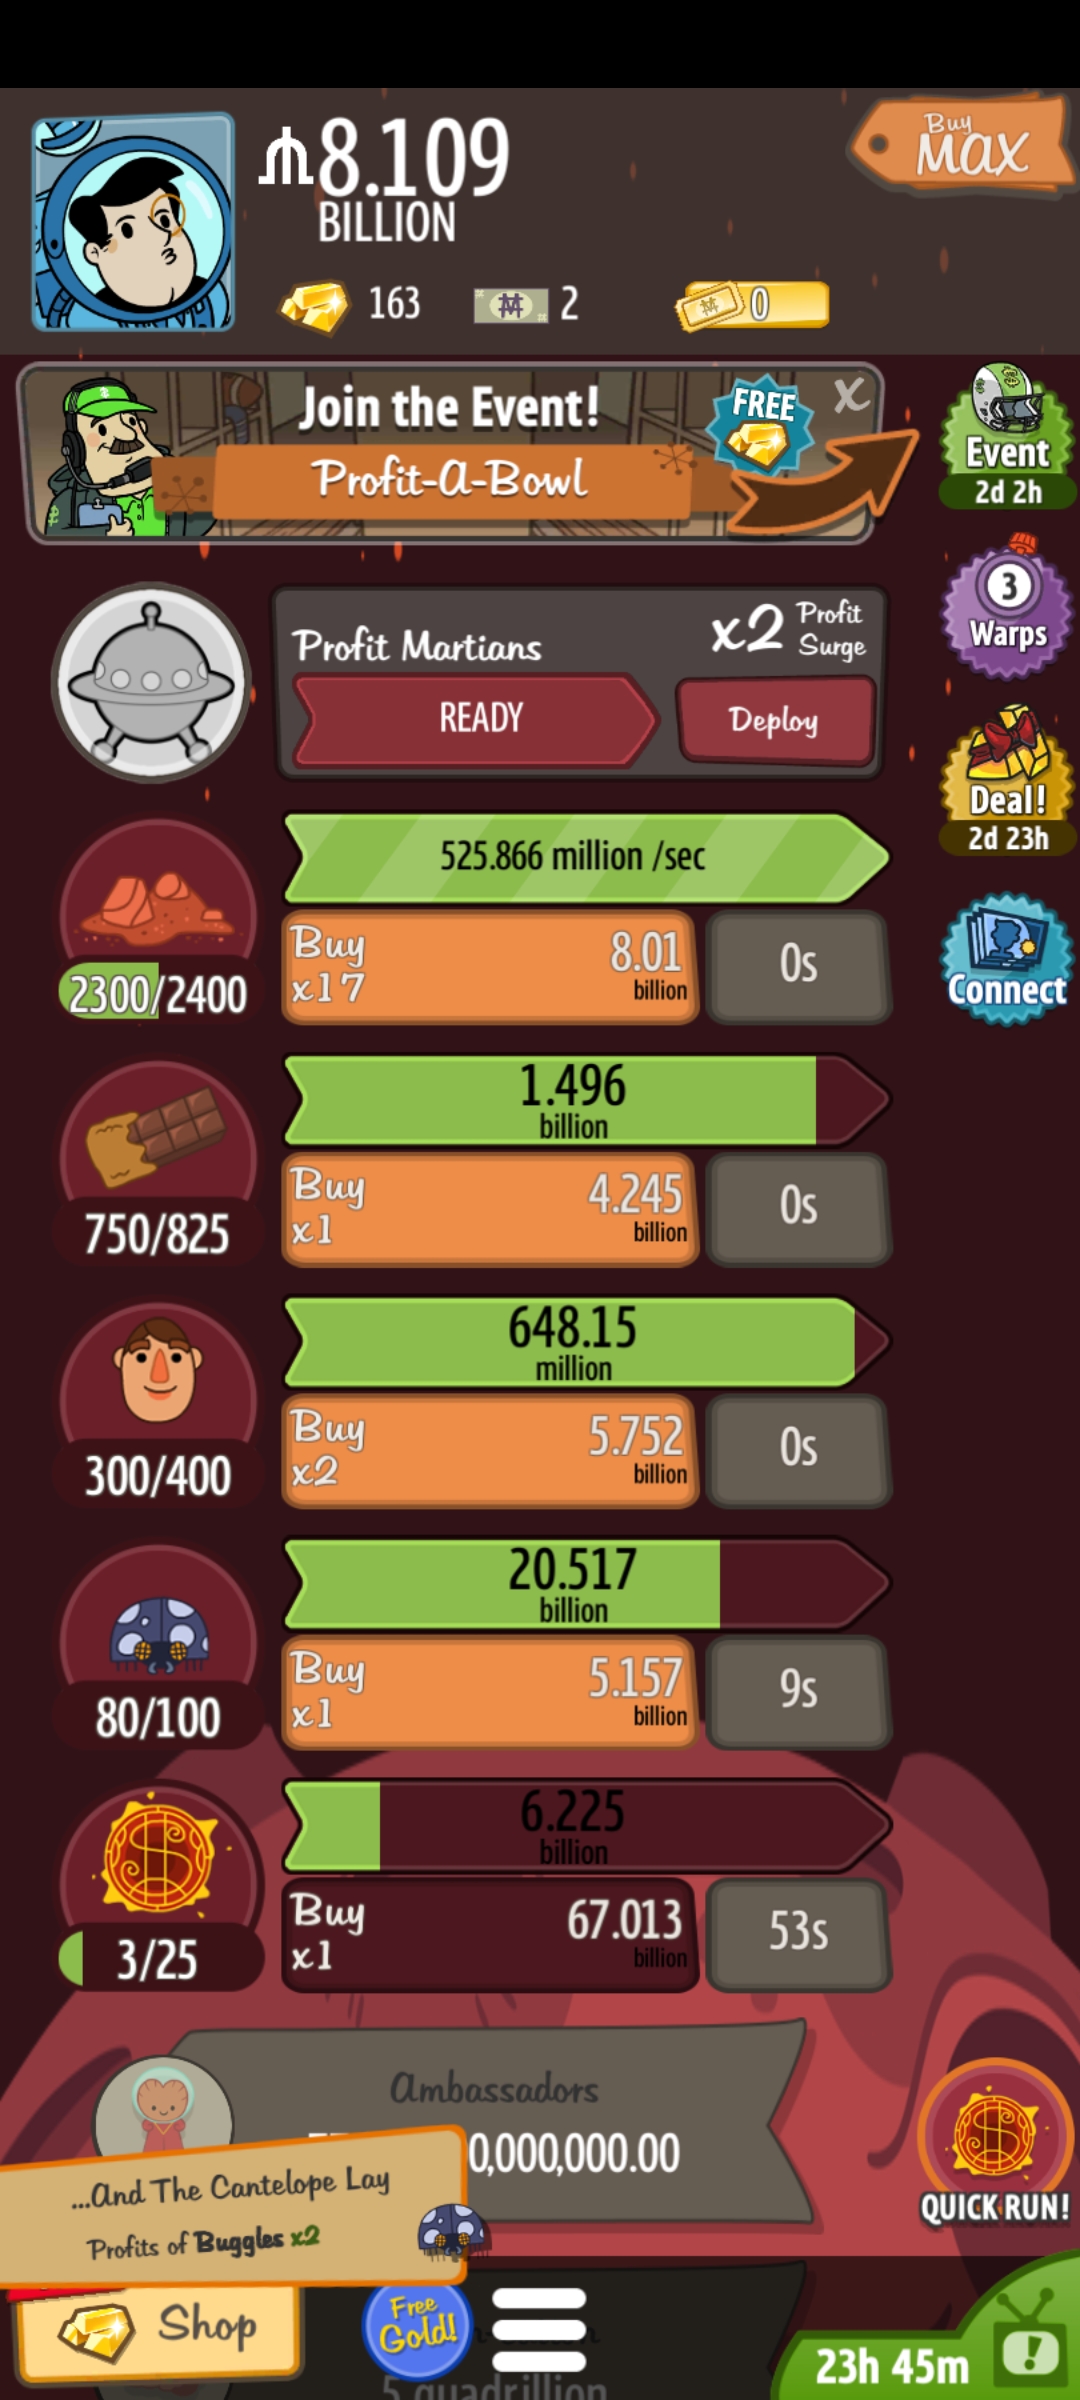 8.109
BILLION
Buy
MAX
163
2
0
Join the Event!
FREE
X
Profit-A-Bowl
Event
2d 2h
3
Warps
Profit Martians
x2 Profit
Surge
READY
Deploy
Deal!
2d 23h
525.866 million /sec
Buy
x17
8.01
billion
0s
2300/2400
Connect
1.496
billion
Buy
x1
4.245
billion
0s
750/825
648.15
million
Buy
x2
5.752
billion
0s
300/400
20.517
billion
Buy
x1
5.157
billion
9s
80/100
6.225
billion
Buy
x1
67.013
billion
53s
3/25
Ambassadors
0,000,000.00
...And The Cantelope Lay
Profits of Buggles x2
QUICK RUN!
Shop
Free
Gold!
23h 45m
5 quadrillion